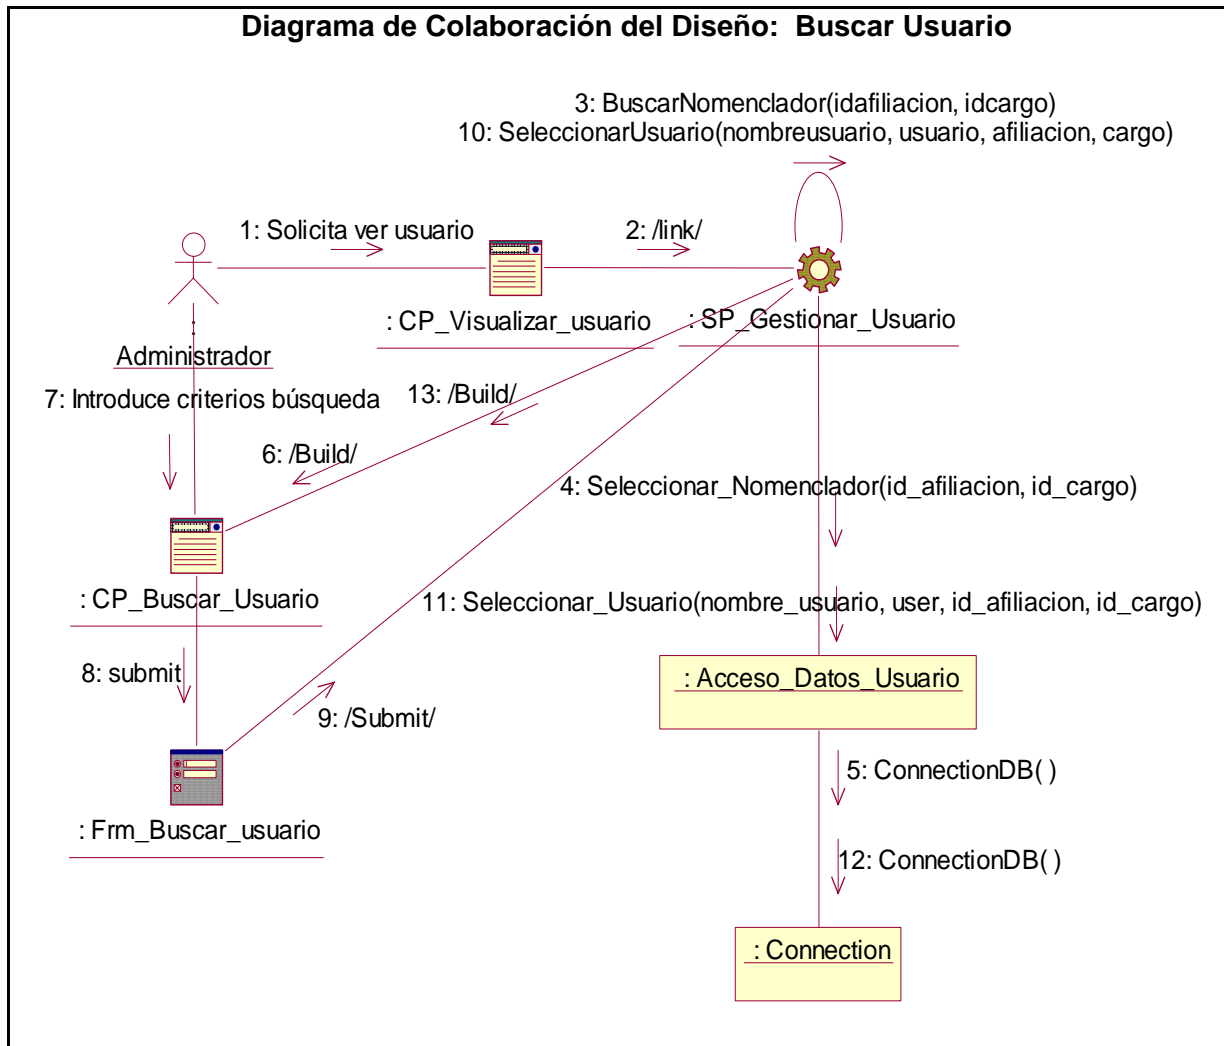 Diagrama de Colaboración del Diseño: Buscar Usuario
3: BuscarNomenclador(idafiliacion, idcargo)
10: SeleccionarUsuario(nombreusuario, usuario, afiliacion, cargo)
1: Solicita ver usuario
2: /link/
: CP_Visualizar_usuario
: SP_Gestionar_Usuario
:
Administrador
7: Introduce criterios búsqueda
13: /Build/
6: /Build/
4: Seleccionar_Nomenclador(id_afiliacion, id_cargo)
: CP_Buscar_Usuario
11: Seleccionar_Usuario(nombre_usuario, user, id_afiliacion, id_cargo)
8: submit
: Acceso_Datos_Usuario
9: /Submit/
5: ConnectionDB( )
: Frm_Buscar_usuario
12: ConnectionDB( )
: Connection